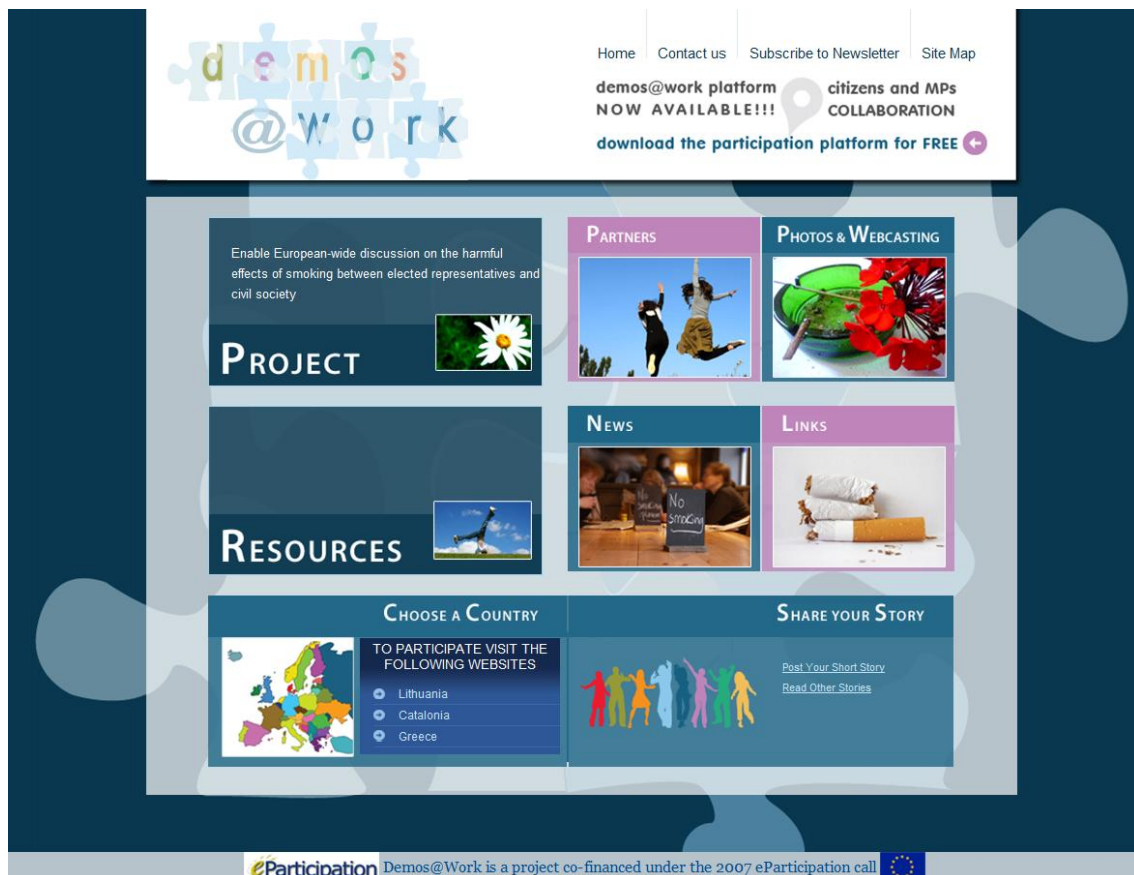 demos
@work
Home Contact us Subscribe to Newsletter Site Map
demos@work platform
NOW AVAILABLE!!!
citizens and MPs
COLLABORATION
download the participation platform for FREE
Enable European-wide discussion on the harmful
effects of smoking between elected representatives and
civil society
PROJECT
PARTNERS
PHOTOS & WEBCASTING
RESOURCES
NEWS
No
smoking
No
smoking
LINKS
CHOOSE A COUNTRY
TO PARTICIPATE VISIT THE
FOLLOWING WEBSITES
Lithuania
Catalonia
Greece
SHARE YOUR STORY
Post Your Short Story
Read Other Stories
eParticipation Demos@Work is a project co-financed under the 2007 eParticipation call